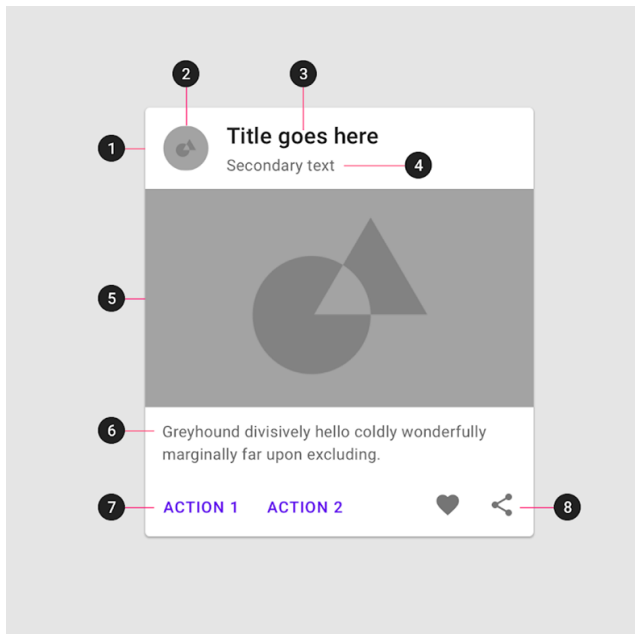 2
3
1
Title goes here
Secondary text
4
5
6
Greyhound divisively hello coldly wonderfully
marginally far upon excluding.
7
ACTION 1
ACTION 2
8